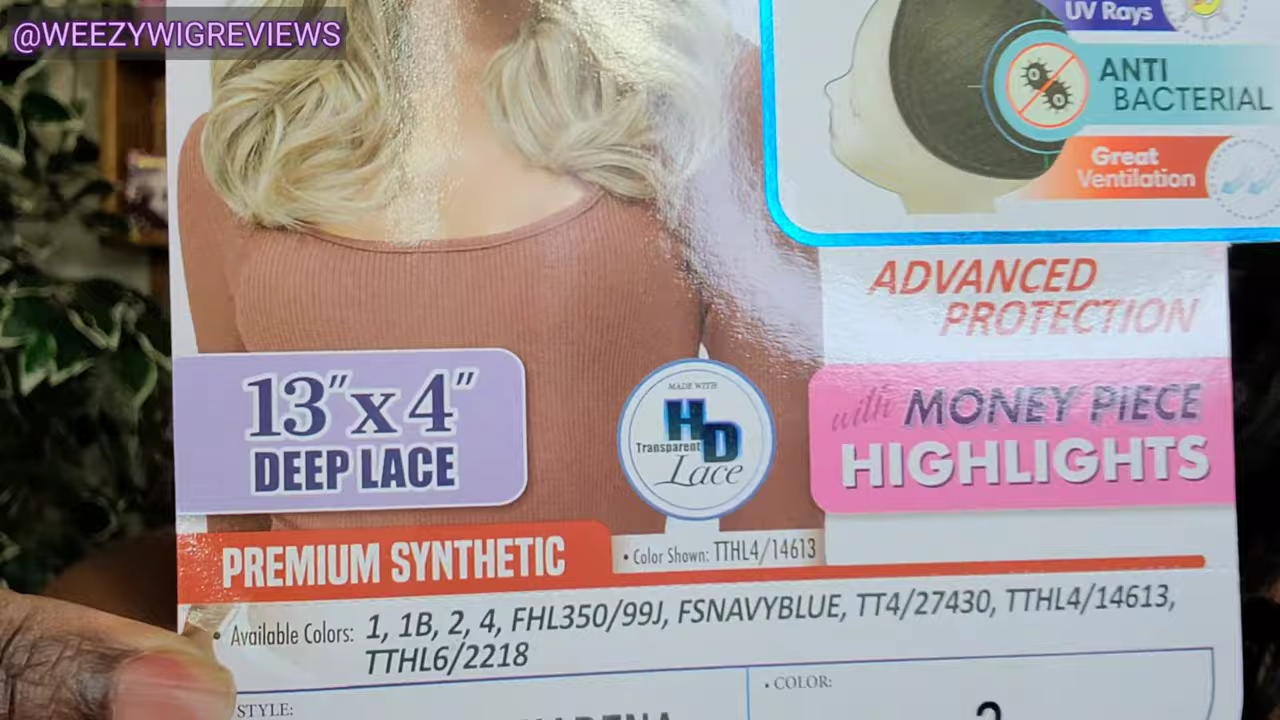 @WEEZYWIGREVIEWS
UV Rays
ANTI
BACTERIAL
Great
Ventilation
ADVANCED
PROTECTION
with MONEY PIECE
HIGHLIGHTS
13" x 4"
DEEP LACE
MADE WITH
HD
Transparent
Lace
PREMIUM SYNTHETIC
• Color Shown: TTHL4/14613
• Available Colors: 1, 1B, 2, 4, FHL350/99J, FSNAVYBLUE, TT4/27430, TTHL4/14613,
TTHL6/2218
STYLE:
• COLOR: